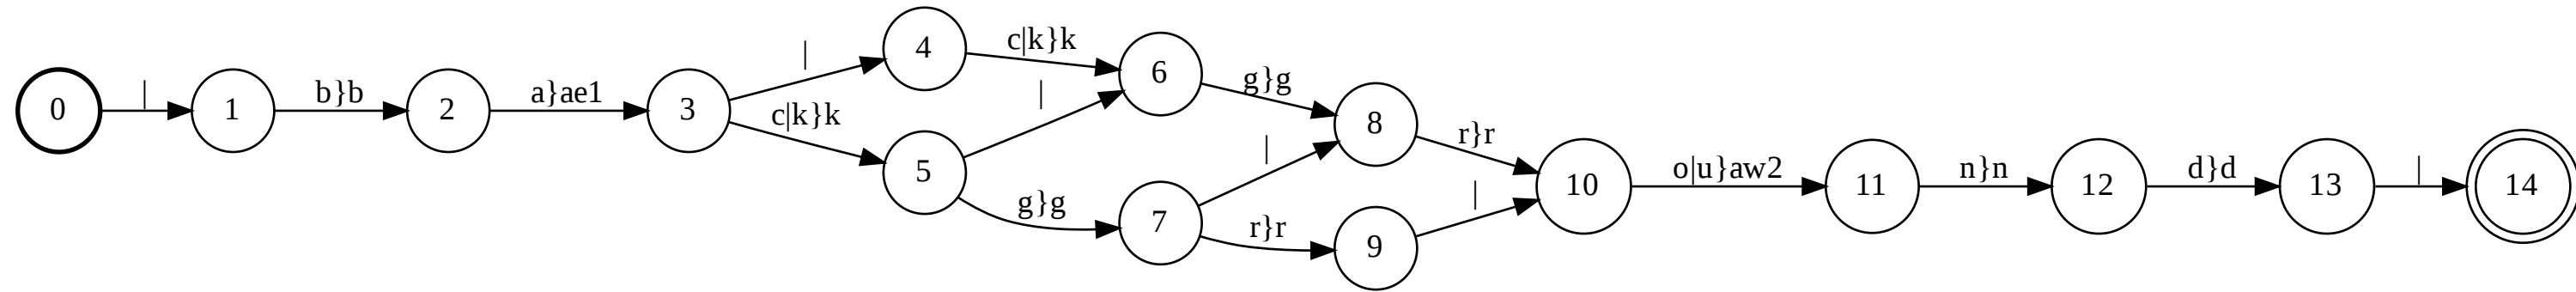 0 | 1 b}b 2 a}ae1 3
| 4 c|k}k 6 g}g 8 r}r
c|k}k 5 | g}g 7 | r}r 9 |
10 o|u}aw2 11 n}n 12 d}d 13 | 14